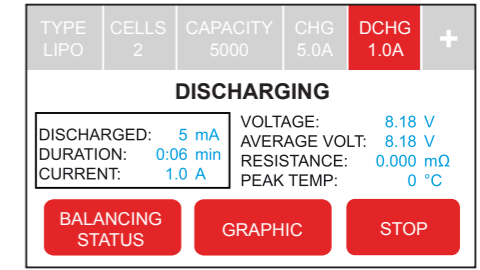 TYPE CELLS CAPACITY CHG DCHG +
LIPO 2 5000 5.0A 1.0A
DISCHARGING
DISCHARGED: 5 mA
DURATION: 0:06 min
CURRENT: 1.0 A
VOLTAGE: 8.18 V
AVERAGE VOLT: 8.18 V
RESISTANCE: 0.000 mΩ
PEAK TEMP: 0 °C
BALANCING
STATUS
GRAPHIC
STOP